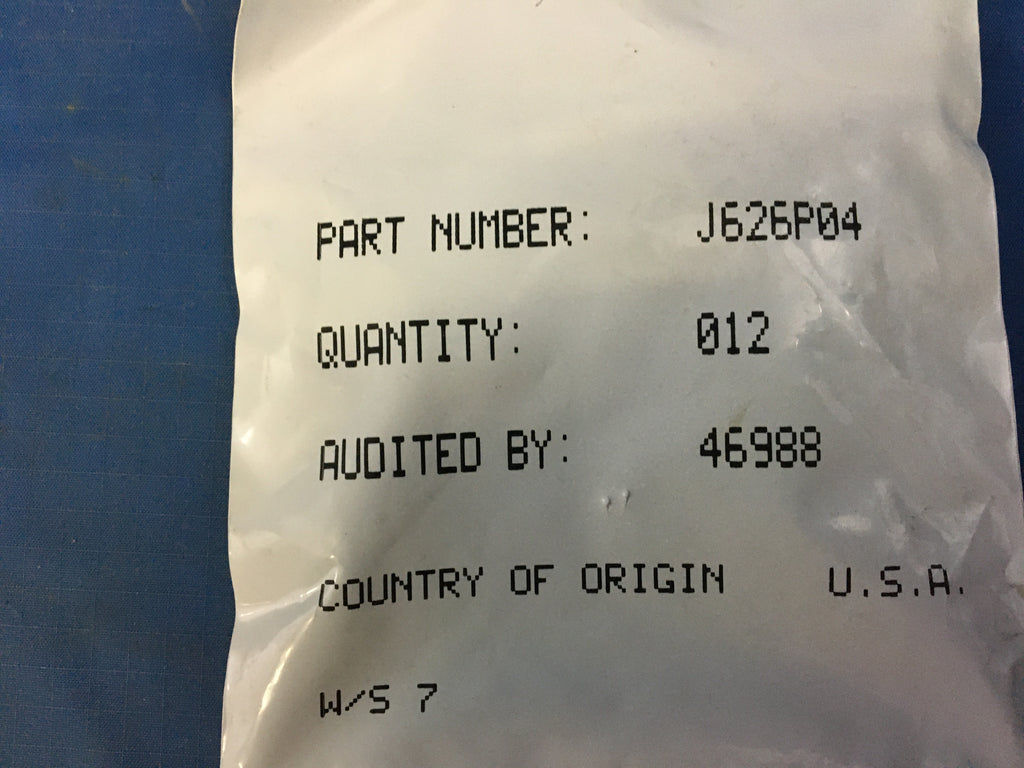 PART NUMBER: J626P04
QUANTITY: 012
AUDITED BY: 46988
COUNTRY OF ORIGIN U.S.A.
W/S 7